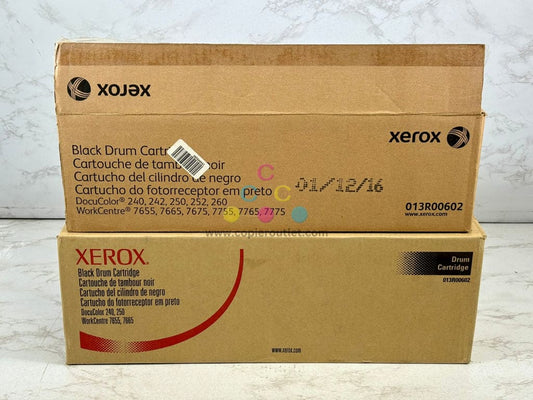 xerox
Black Drum Cartr
Cartouche de tambour noir
Cartucho del cilindro de negro
Cartucho do fotorreceptor em preto
DocuColor® 240, 242, 250, 252, 260
WorkCentre® 7655, 7665, 7675, 7755, 7765, 7775
01/12/16
xerox
013R00602
www.xerox.com
CCC
www.copieroutlet.com
XEROX.
Black Drum Cartridge
Cartouche de tambour noir
Cartucho del cilindro de negro
Cartucho do fotorreceptor em preto
DocuColor 240, 250
WorkCentre 7655, 7665
Drum
Cartridge
013R00602
www.xerox.com